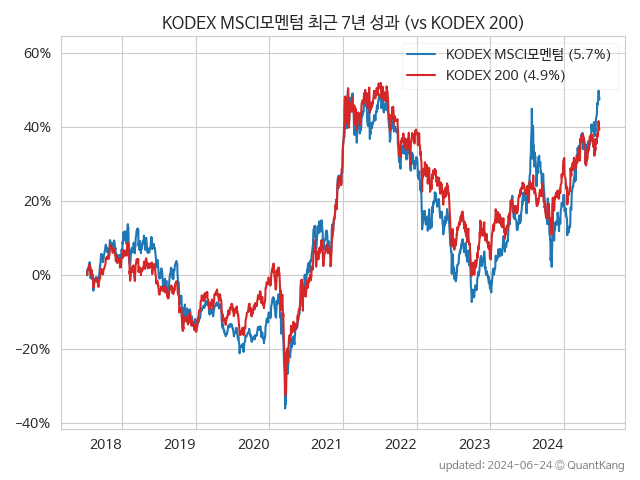 KODEX MSCI모멘텀 최근 7년 성과 (vs KODEX 200)
KODEX MSCI모멘텀 (5.7%)
KODEX 200 (4.9%)
60%
40%
20%
0%
−20%
−40%
2018 2019 2020 2021 2022 2023 2024
updated: 2024-06-24 © QuantKang